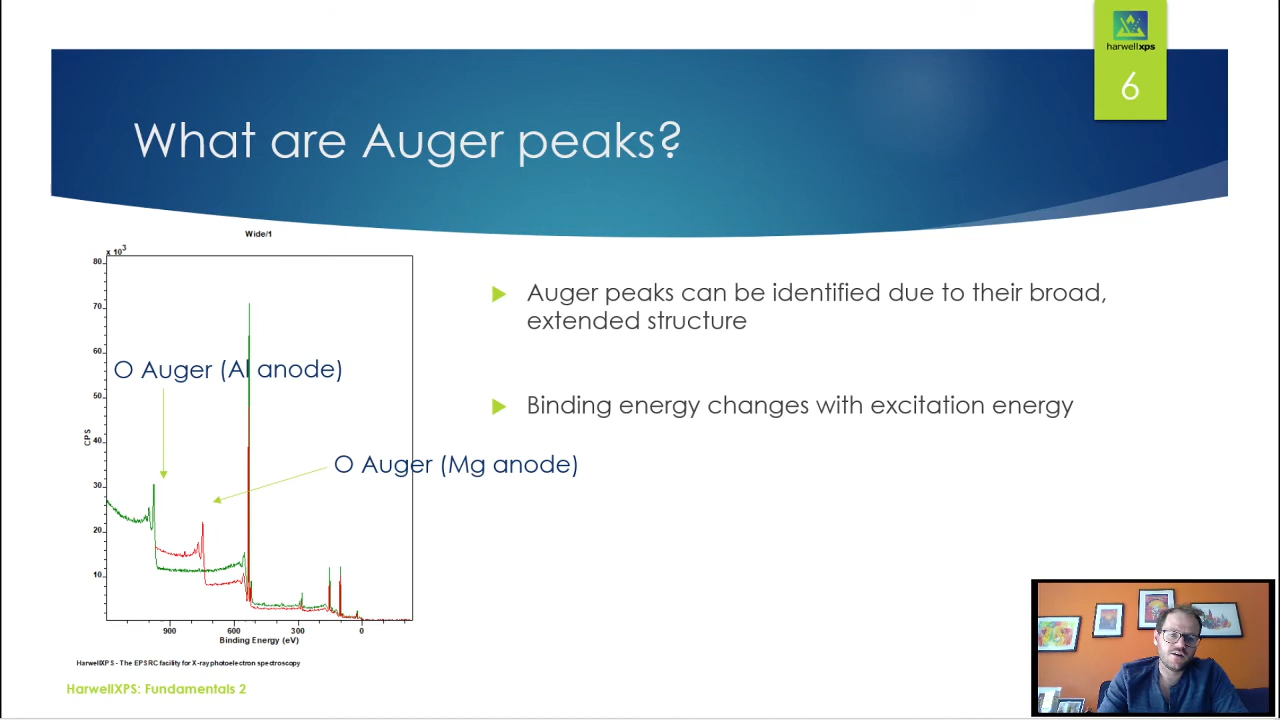 harwellxps
6
What are Auger peaks?
Wide/1
x 10³
80
70
60
50
40
30
20
10
CPS
O Auger (Al anode)
O Auger (Mg anode)
900
600
300
0
Binding Energy (eV)
Auger peaks can be identified due to their broad,
extended structure
Binding energy changes with excitation energy
HarwellXPS - The EPSRC facility for X-ray photoelectron spectroscopy
HarwellXPS: Fundamentals 2